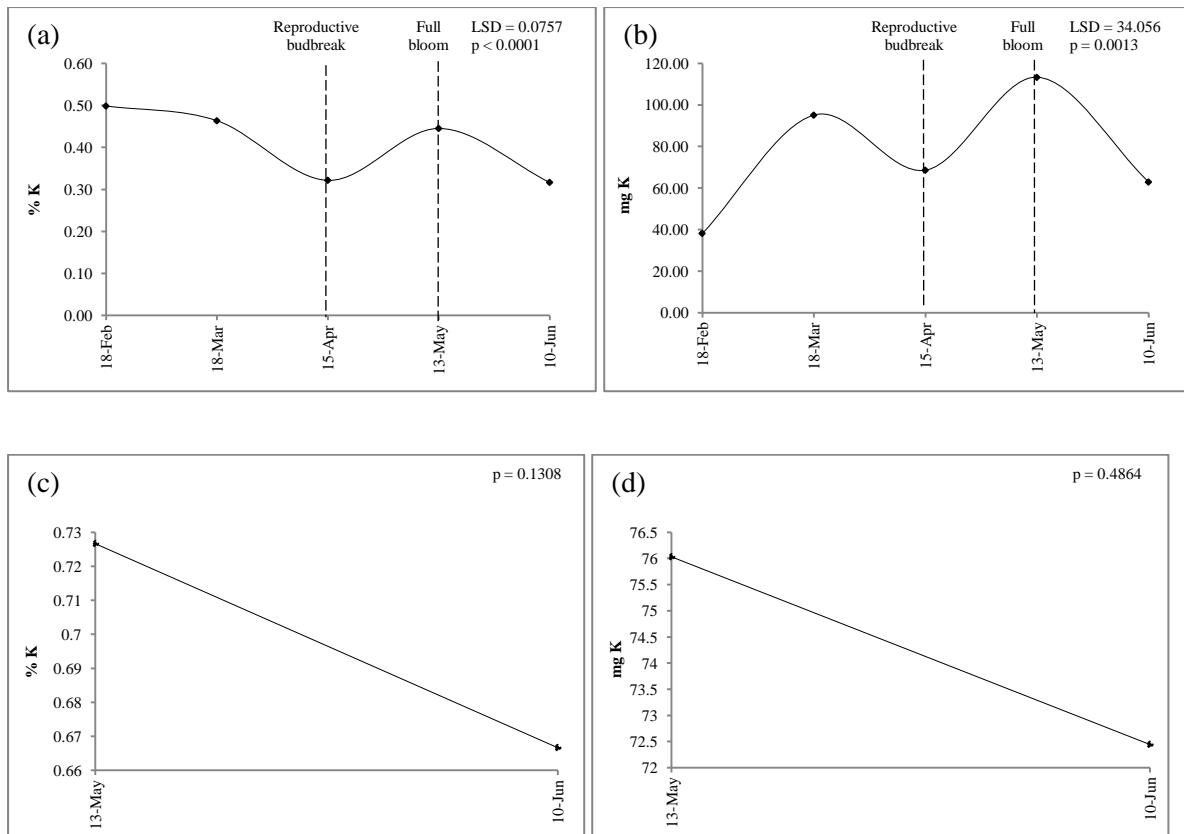 (a)
Reproductive
budbreak
Full
bloom
LSD = 0.0757
p < 0.0001
0.60
0.50
0.40
0.30
0.20
0.10
0.00
% K
18-Feb
18-Mar
15-Apr
13-May
10-Jun
(b)
Reproductive
budbreak
Full
bloom
LSD = 34.056
p = 0.0013
120.00
100.00
80.00
60.00
40.00
20.00
0.00
mg K
18-Feb
18-Mar
15-Apr
13-May
10-Jun
(c)
p = 0.1308
0.73
0.72
0.71
0.7
0.69
0.68
0.67
0.66
% K
13-May
10-Jun
(d)
p = 0.4864
76.5
76
75.5
75
74.5
74
73.5
73
72.5
72
mg K
13-May
10-Jun